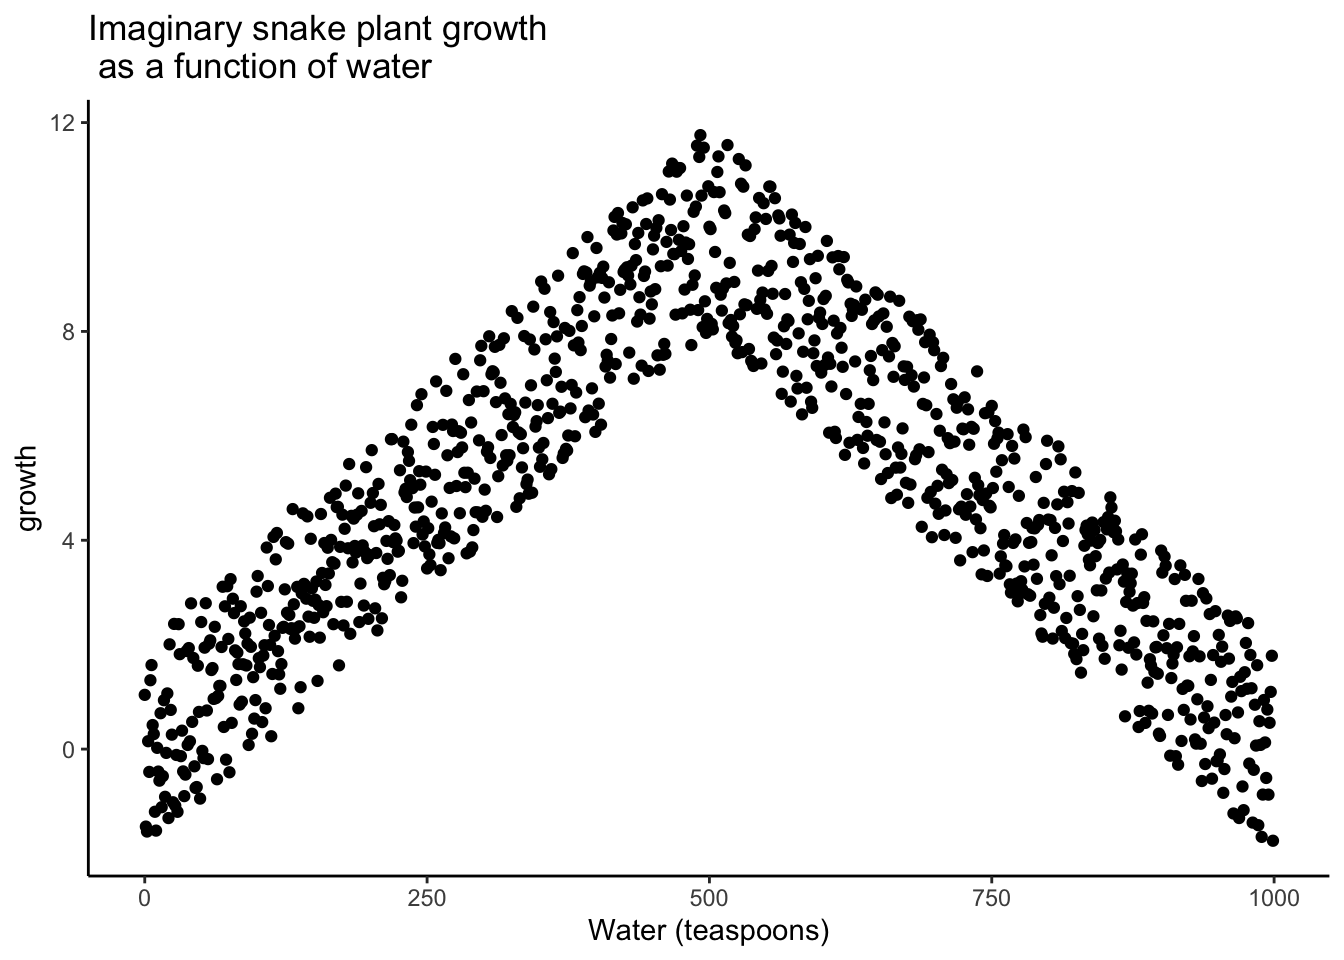 Imaginary snake plant growth
as a function of water
12
8
4
0
growth
0 250 500 750 1000
Water (teaspoons)